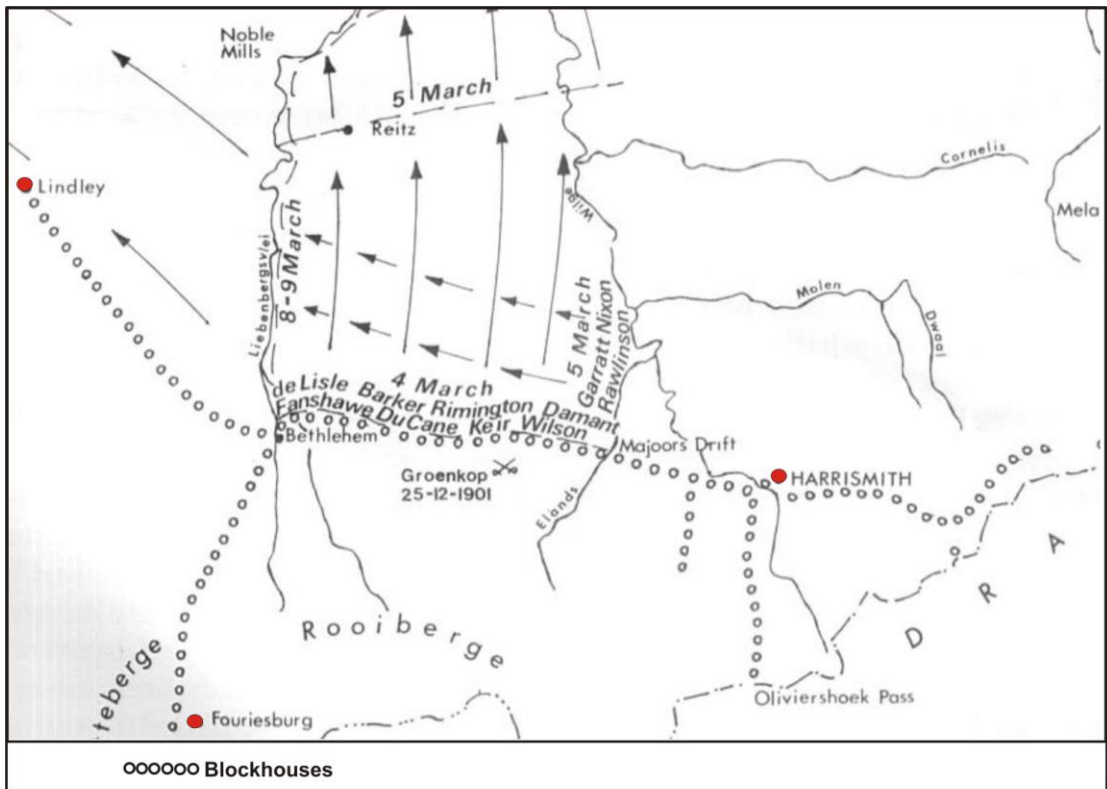 Noble
Mills
5 March
Reitz
Cornelis
Lindley
Wilge
Mela
Liebenbergsvlei
8-9 March
Molen
Dwaal
5 March
Garratt Nixon
Rawlinson
4 March
de Lisle Barker Rimington Damant
Fanshawe DuCane Keir Wilson
Bethlehem
Majoors Drift
Groenkop
25-12-1901
HARRISMITH
Elands
D R A
Rooiberge
teberge
Oliviershoek Pass
Fouriesburg
Blockhouses